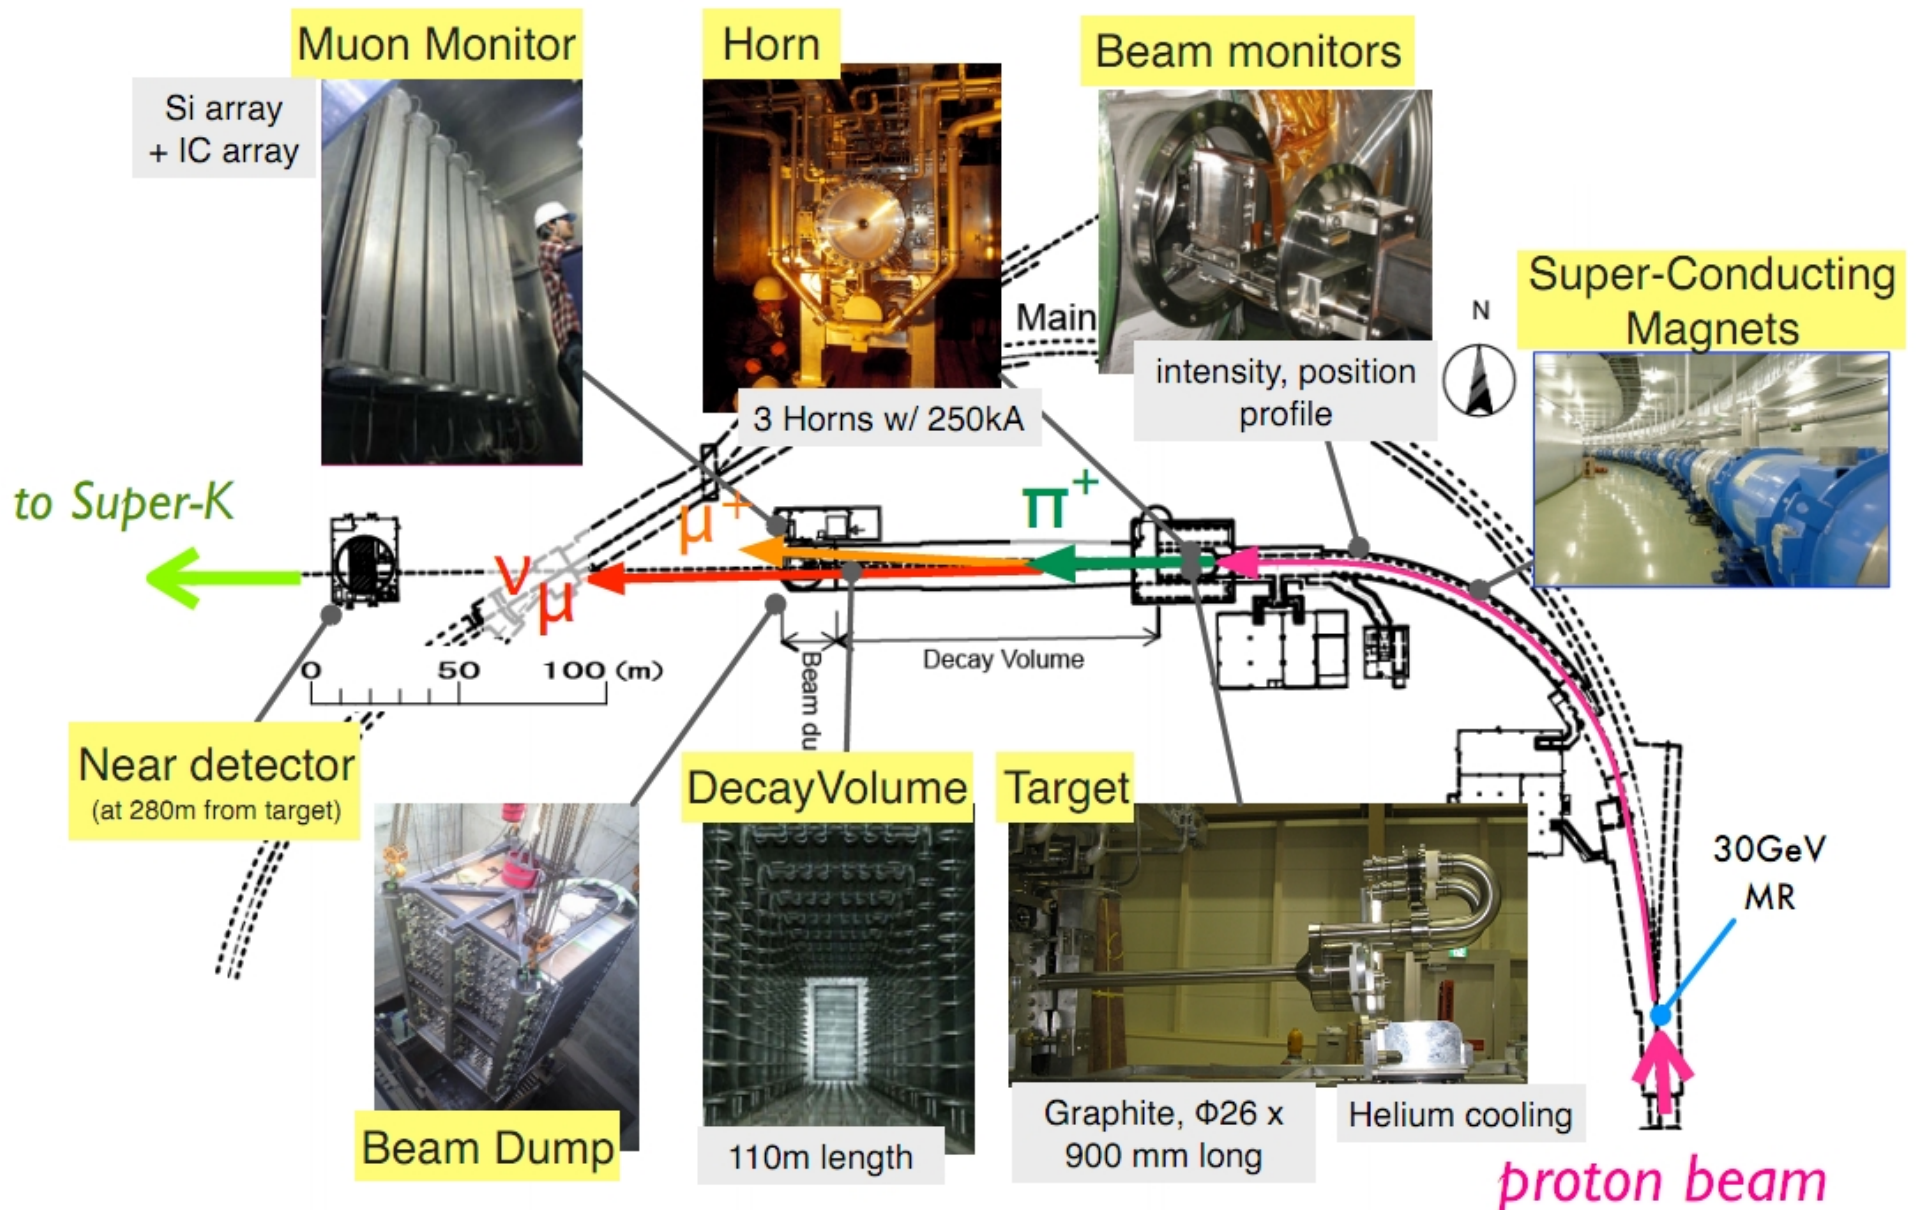 Muon Monitor
Si array
+ IC array
Horn
3 Horns w/ 250kA
Beam monitors
intensity, position
profile
Super-Conducting
Magnets
N
Main
to Super-K
μ+
π+
νμ
0 50 100 (m)
Beam du
Decay Volume
Near detector
(at 280m from target)
Beam Dump
DecayVolume
110m length
Target
Graphite, Φ26 x
900 mm long
Helium cooling
30GeV
MR
proton beam